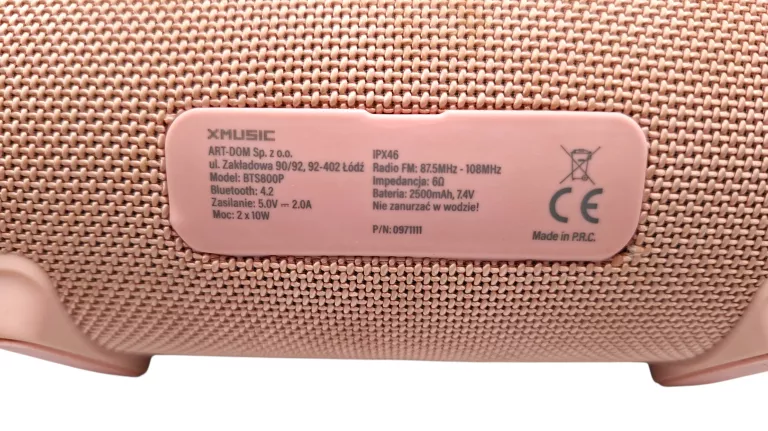 XMUSIC
ART-DOM Sp. z o.o.
ul. Zakładowa 90/92, 92-402 Łódź
Model: BTS800P
Bluetooth: 4.2
Zasilanie: 5.0V ⎓ 2.0A
Moc: 2 x 10W
IPX46
Radio FM: 87.5MHz - 108MHz
Impedancja: 6Ω
Bateria: 2500mAh, 7.4V
Nie zanurzać w wodzie!
P/N: 0971111
CE
Made in P.R.C.